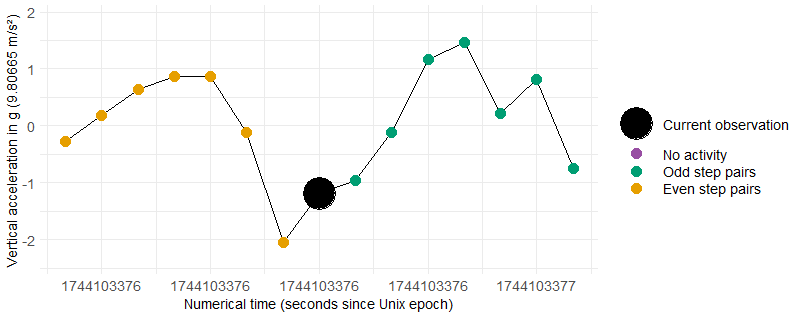 Vertical acceleration in g (9.80665 m/s²)
2
1
0
-1
-2
1744103376 1744103376 1744103376 1744103376 1744103377
Numerical time (seconds since Unix epoch)
Current observation
No activity
Odd step pairs
Even step pairs